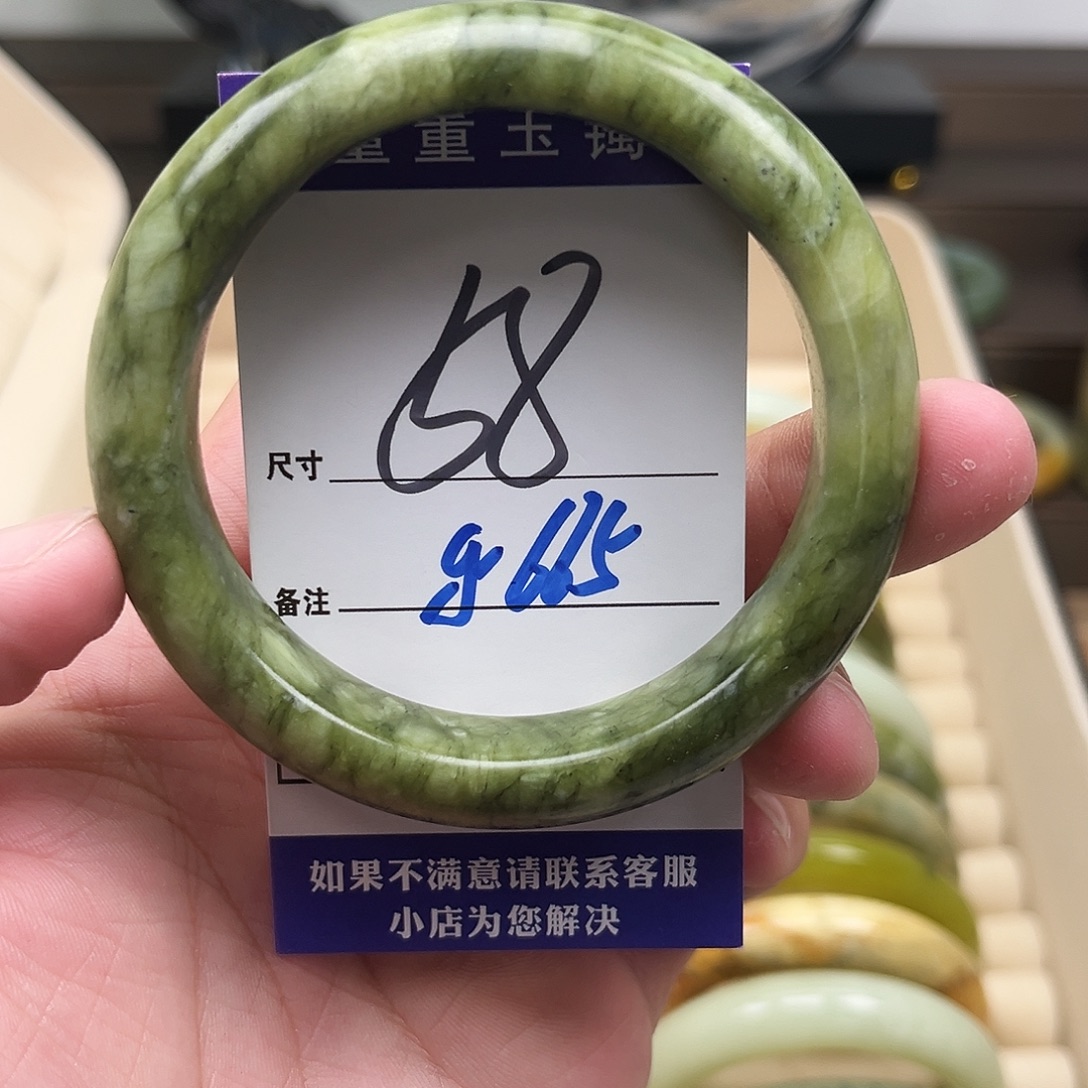 重玉镯
尺寸 58
备注
如果不满意请联系客服
小店为您解决